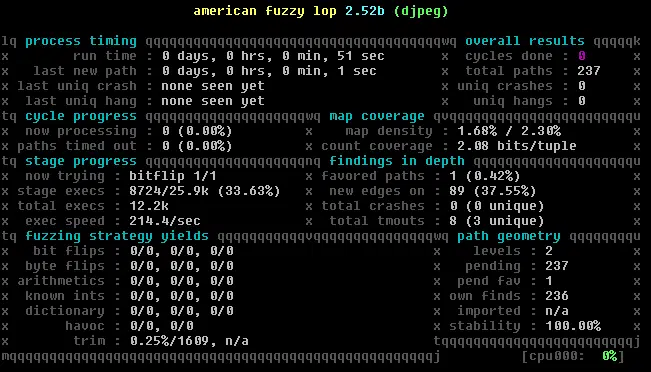 american fuzzy lop 2.52b (djpeg)
lq process timing qqqqqqqqqqqqqqqqqqqqqqqqqqqqqqqqqqqqqwq overall results qqqqqk
x        run time : 0 days, 0 hrs, 0 min, 51 sec       x  cycles done : 0      x
x   last new path : 0 days, 0 hrs, 0 min, 1 sec        x  total paths : 237    x
x last uniq crash : none seen yet                      x uniq crashes : 0      x
x  last uniq hang : none seen yet                      x   uniq hangs : 0      x
tq cycle progress qqqqqqqqqqqqqqqqqqqqwq map coverage qvqqqqqqqqqqqqqqqqqqqqqqqu
x  now processing : 0 (0.00%)         x    map density : 1.68% / 2.30%         x
x paths timed out : 0 (0.00%)         x count coverage : 2.08 bits/tuple       x
tq stage progress qqqqqqqqqqqqqqqqqqqqnq findings in depth qqqqqqqqqqqqqqqqqqqqu
x  now trying : bitflip 1/1           x favored paths : 1 (0.42%)              x
x stage execs : 8724/25.9k (33.63%)   x  new edges on : 89 (37.55%)            x
x total execs : 12.2k                 x total crashes : 0 (0 unique)           x
x  exec speed : 214.4/sec             x  total tmouts : 8 (3 unique)           x
tq fuzzing strategy yields qqqqqqqqqqqvqqqqqqqqqqqqqqqwq path geometry qqqqqqqqu
x   bit flips : 0/0, 0/0, 0/0                         x    levels : 2          x
x  byte flips : 0/0, 0/0, 0/0                         x   pending : 237        x
x arithmetics : 0/0, 0/0, 0/0                         x  pend fav : 1          x
x  known ints : 0/0, 0/0, 0/0                         x own finds : 236        x
x  dictionary : 0/0, 0/0, 0/0                         x  imported : n/a        x
x       havoc : 0/0, 0/0                              x stability : 100.00%    x
x        trim : 0.25%/1609, n/a                       tqqqqqqqqqqqqqqqqqqqqqqqqj
mqqqqqqqqqqqqqqqqqqqqqqqqqqqqqqqqqqqqqqqqqqqqqqqqqqqqqj          [cpu000:  0%]